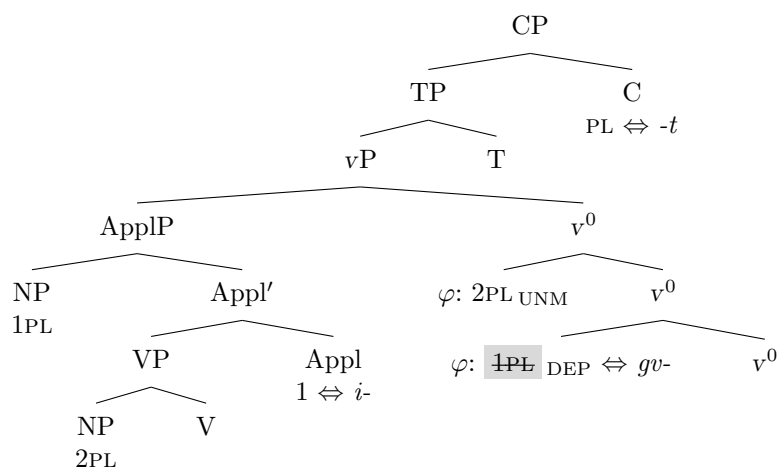 CP
TP C
PL ⇔ -t
vP T
ApplP v⁰
NP Appl′ φ: 2PL UNM v⁰
1PL
VP Appl φ: 1PL DEP ⇔ gv- v⁰
1 ⇔ i-
NP V
2PL